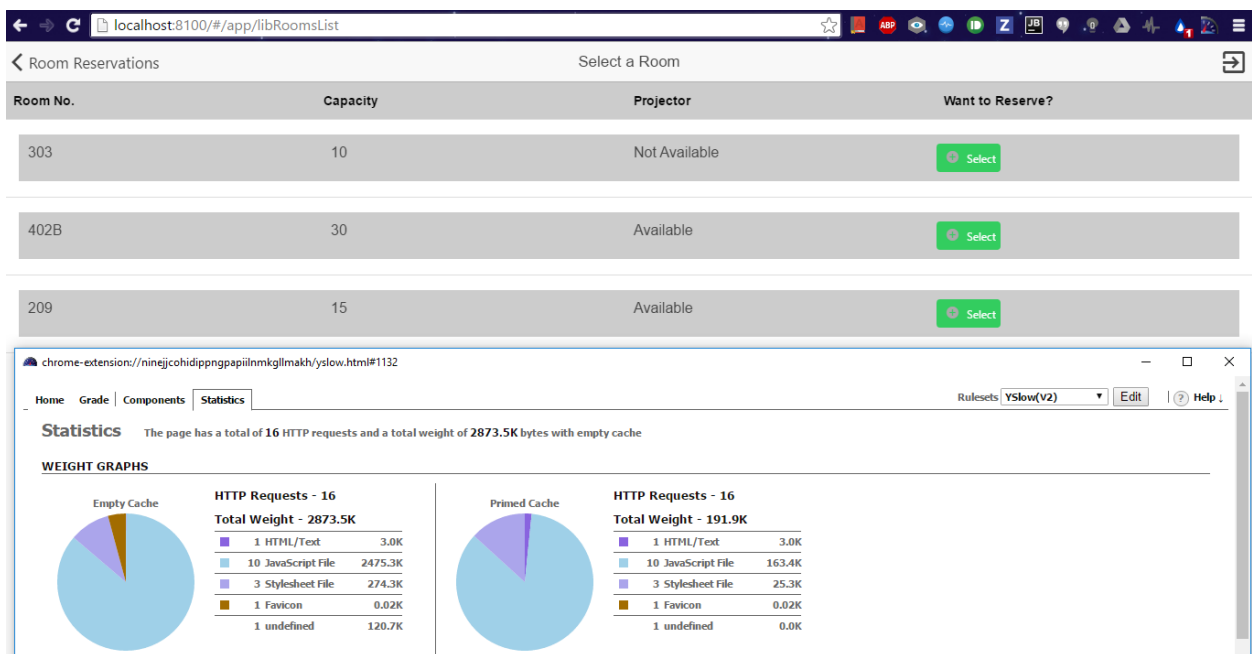 localhost:8100/#/app/libRoomsList
ABP
Z
JB
1
Room Reservations
Select a Room
Room No. Capacity Projector Want to Reserve?
303 10 Not Available Select
402B 30 Available Select
209 15 Available Select
chrome-extension://ninejjcohidippngpapiilnmkgllmakh/yslow.html#1132
Home Grade Components Statistics Rulesets YSlow(V2) Edit ? Help ↓
Statistics The page has a total of 16 HTTP requests and a total weight of 2873.5K bytes with empty cache
WEIGHT GRAPHS
Empty Cache
HTTP Requests - 16
Total Weight - 2873.5K
1 HTML/Text 3.0K
10 JavaScript File 2475.3K
3 Stylesheet File 274.3K
1 Favicon 0.02K
1 undefined 120.7K
Primed Cache
HTTP Requests - 16
Total Weight - 191.9K
1 HTML/Text 3.0K
10 JavaScript File 163.4K
3 Stylesheet File 25.3K
1 Favicon 0.02K
1 undefined 0.0K